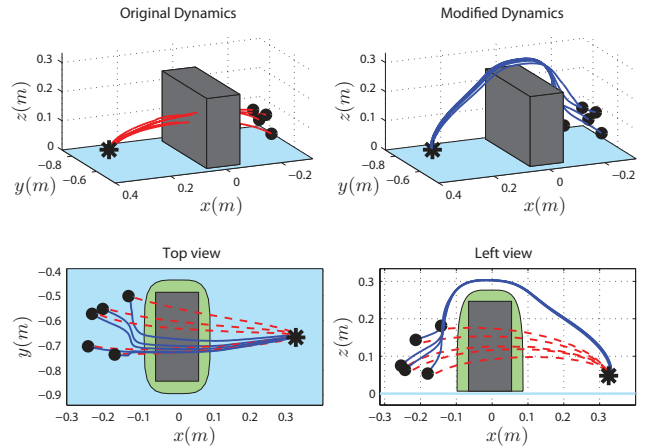 Original Dynamics
Modified Dynamics
z(m)
0.3
0.2
0.1
0
−0.8
−0.6
y(m)
0.4
0.2
0
−0.2
x(m)
z(m)
0.3
0.2
0.1
0
−0.8
−0.6
y(m)
0.4
0.2
0
−0.2
x(m)
Top view
Left view
y(m)
−0.4
−0.5
−0.6
−0.7
−0.8
−0.9
−0.3 −0.2 −0.1 0 0.1 0.2 0.3
x(m)
z(m)
0.3
0.2
0.1
0
−0.3 −0.2 −0.1 0 0.1 0.2 0.3
x(m)